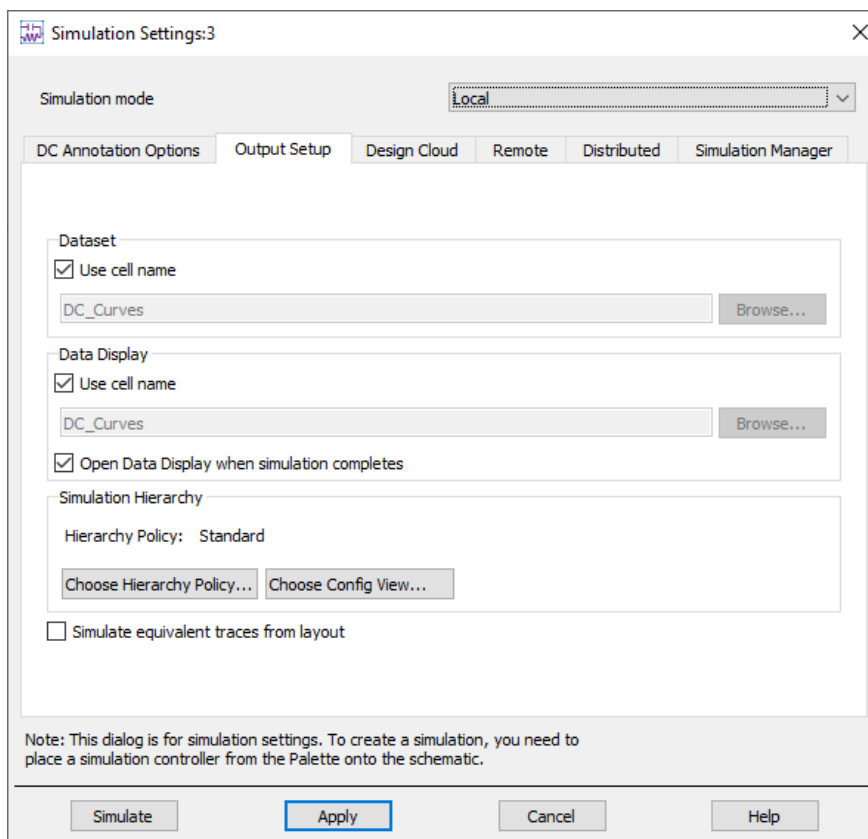 Simulation Settings:3
Simulation mode
Local
DC Annotation Options Output Setup Design Cloud Remote Distributed Simulation Manager
Dataset
Use cell name
DC_Curves Browse...
Data Display
Use cell name
DC_Curves Browse...
Open Data Display when simulation completes
Simulation Hierarchy
Hierarchy Policy: Standard
Choose Hierarchy Policy... Choose Config View...
Simulate equivalent traces from layout
Note: This dialog is for simulation settings. To create a simulation, you need to
place a simulation controller from the Palette onto the schematic.
Simulate Apply Cancel Help